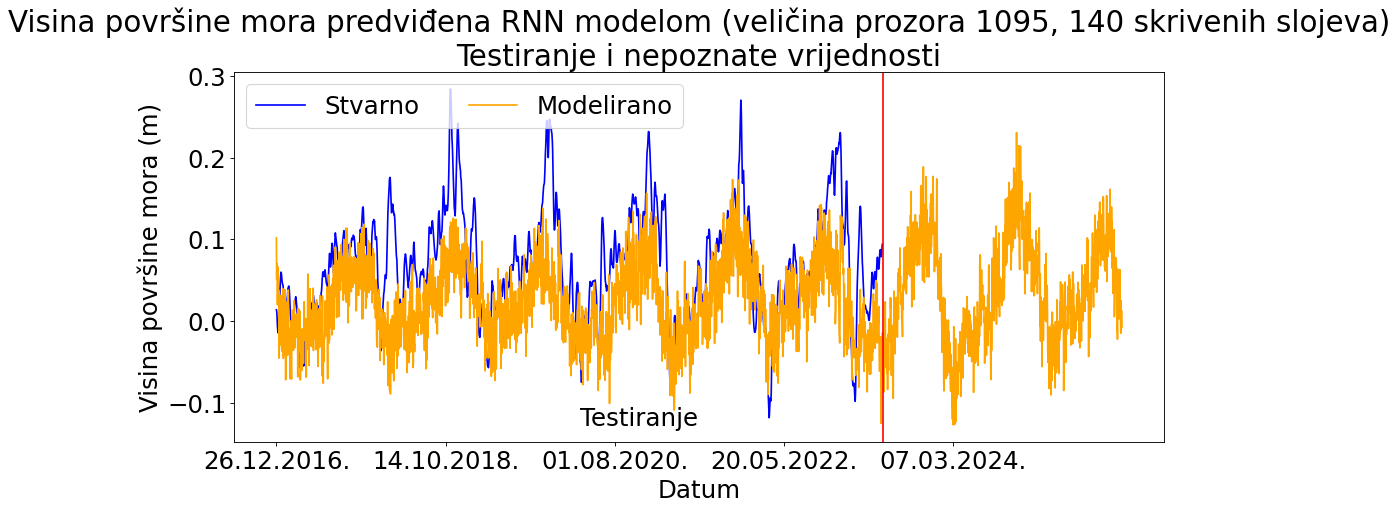 Visina površine mora predviđena RNN modelom (veličina prozora 1095, 140 skrivenih slojeva)
Testiranje i nepoznate vrijednosti
Visina površine mora (m)
0.3
0.2
0.1
0.0
−0.1
Stvarno Modelirano
Testiranje
26.12.2016. 14.10.2018. 01.08.2020. 20.05.2022. 07.03.2024.
Datum